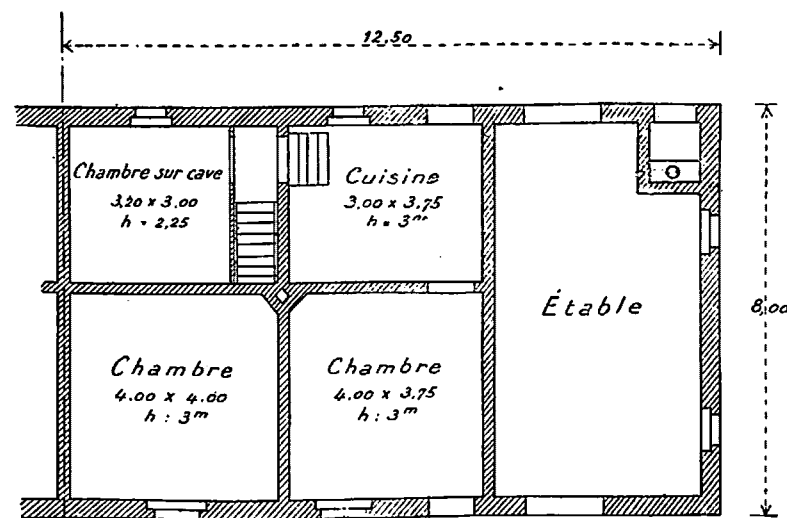 12,50
Chambre sur cave
3,20 x 3,00
h = 2,25
Cuisine
3,00 x 3,75
h = 3m
Étable
8,00
Chambre
4.00 x 4.00
h : 3m
Chambre
4.00 x 3,75
h : 3m